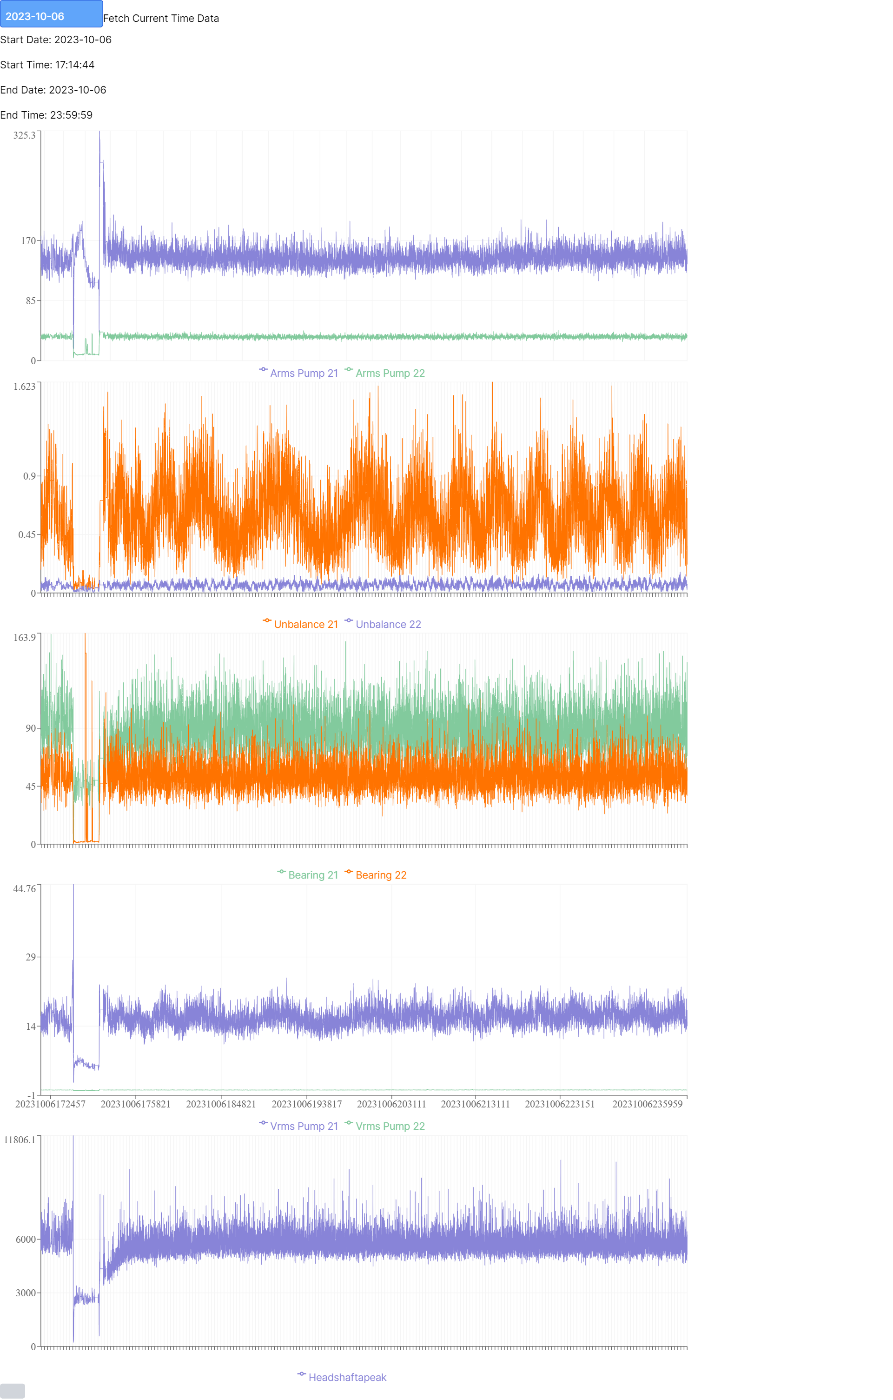 2023-10-06 Fetch Current Time Data
Start Date: 2023-10-06
Start Time: 17:14:44
End Date: 2023-10-06
End Time: 23:59:59
325.3
170
85
0
Arms Pump 21 Arms Pump 22
1.623
0.9
0.45
0
Unbalance 21 Unbalance 22
163.9
90
45
0
Bearing 21 Bearing 22
44.76
29
14
-1
20231006172457 20231006175821 20231006184821 20231006193817 20231006203111 20231006213111 20231006223151 20231006235959
Vrms Pump 21 Vrms Pump 22
11806.1
6000
3000
0
Headshaftapeak